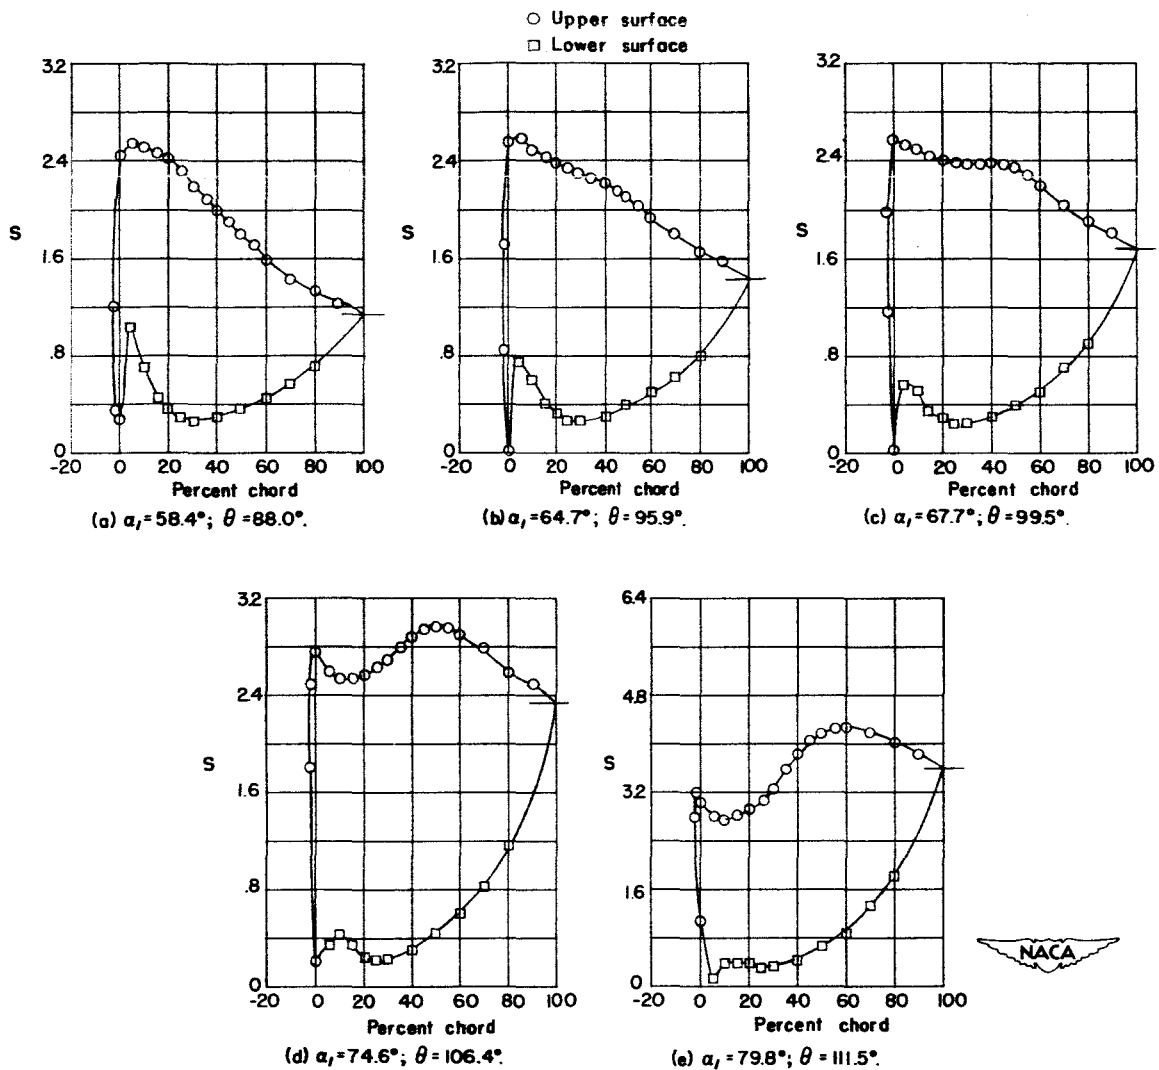 Upper surface
Lower surface
3.2
2.4
S
1.6
.8
0
-20 0 20 40 60 80 100
Percent chord
(a) α₁=58.4°; θ=88.0°.
3.2
2.4
S
1.6
.8
0
-20 0 20 40 60 80 100
Percent chord
(b) α₁=64.7°; θ=95.9°.
3.2
2.4
S
1.6
.8
0
-20 0 20 40 60 80 100
Percent chord
(c) α₁=67.7°; θ=99.5°.
3.2
2.4
S
1.6
.8
0
-20 0 20 40 60 80 100
Percent chord
(d) α₁=74.6°; θ=106.4°.
6.4
4.8
S
3.2
1.6
0
-20 0 20 40 60 80 100
Percent chord
(e) α₁=79.8°; θ=111.5°.
NACA